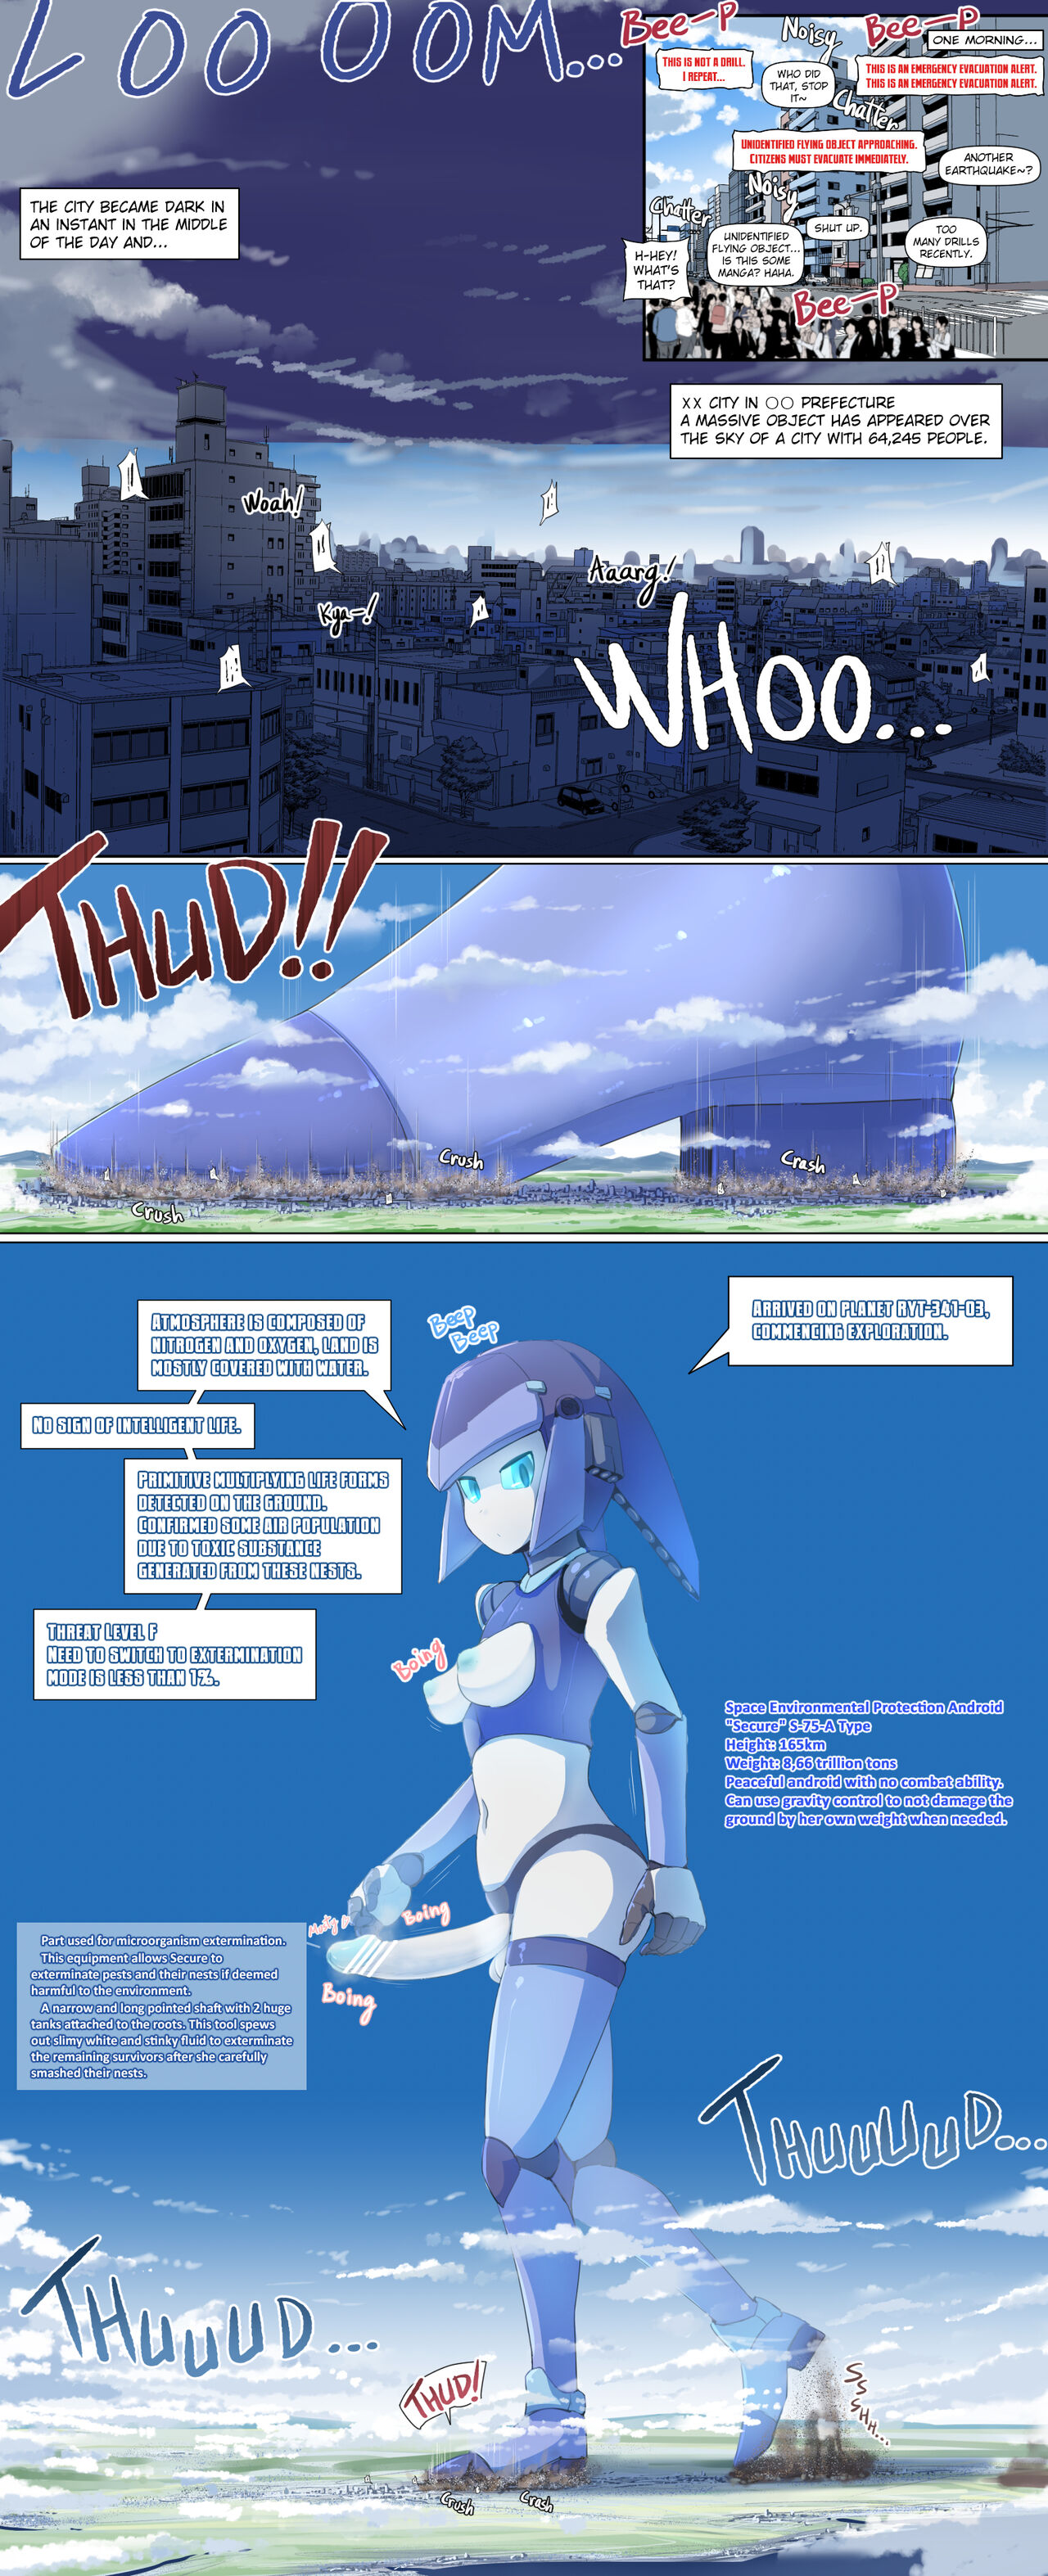 LOOOOM...
Bee—p
Noisy
Bee—p
ONE MORNING...
THIS IS NOT A DRILL.
I REPEAT...
WHO DID
THAT, STOP
IT~
THIS IS AN EMERGENCY EVACUATION ALERT.
THIS IS AN EMERGENCY EVACUATION ALERT.
Chatter
UNIDENTIFIED FLYING OBJECT APPROACHING.
CITIZENS MUST EVACUATE IMMEDIATELY.
ANOTHER
EARTHQUAKE~?
Noisy
Chatter
UNIDENTIFIED
FLYING OBJECT...
IS THIS SOME
MANGA? HAHA.
SHUT UP.
TOO
MANY DRILLS
RECENTLY.
H-HEY!
WHAT'S
THAT?
Bee—p
THE CITY BECAME DARK IN
AN INSTANT IN THE MIDDLE
OF THE DAY AND...
XX CITY IN ○○ PREFECTURE
A MASSIVE OBJECT HAS APPEARED OVER
THE SKY OF A CITY WITH 64,245 PEOPLE.
Woah!
Aaarg!
Kya-!
WHOO...
THUD!!
Crush
Crash
Crush
ARRIVED ON PLANET RYT-341-03,
COMMENCING EXPLORATION.
Beep
Beep
ATMOSPHERE IS COMPOSED OF
NITROGEN AND OXYGEN, LAND IS
MOSTLY COVERED WITH WATER.
NO SIGN OF INTELLIGENT LIFE.
PRIMITIVE MULTIPLYING LIFE FORMS
DETECTED ON THE GROUND.
CONFIRMED SOME AIR POPULATION
DUE TO TOXIC SUBSTANCE
GENERATED FROM THESE NESTS.
THREAT LEVEL F
NEED TO SWITCH TO EXTERMINATION
MODE IS LESS THAN 1%.
Boing
Space Environmental Protection Android
"Secure" S-75-A Type
Height: 165km
Weight: 8,66 trillion tons
Peaceful android with no combat ability.
Can use gravity control to not damage the
ground by her own weight when needed.
Boing
Boing
Part used for microorganism extermination.
This equipment allows Secure to
exterminate pests and their nests if deemed
harmful to the environment.
A narrow and long pointed shaft with 2 huge
tanks attached to the roots. This tool spews
out slimy white and stinky fluid to exterminate
the remaining survivors after she carefully
smashed their nests.
THUUUUD...
THUUUD...
THUD!
SSSHH...
Crush
Crash